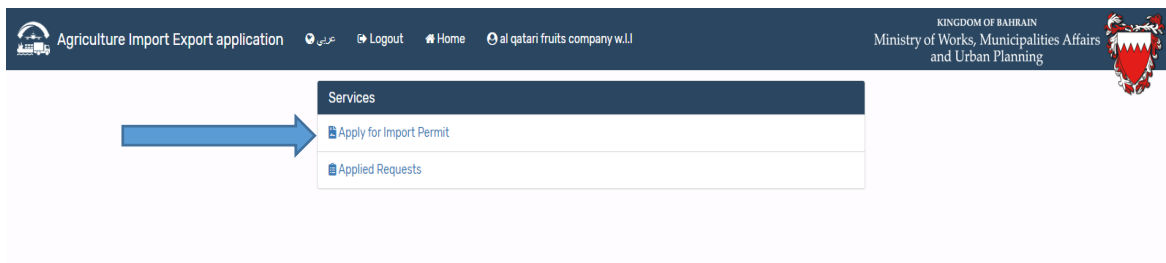 Agriculture Import Export application
عربي
Logout
Home
al qatari fruits company w.l.l
KINGDOM OF BAHRAIN
Ministry of Works, Municipalities Affairs
and Urban Planning
Services
Apply for Import Permit
Applied Requests